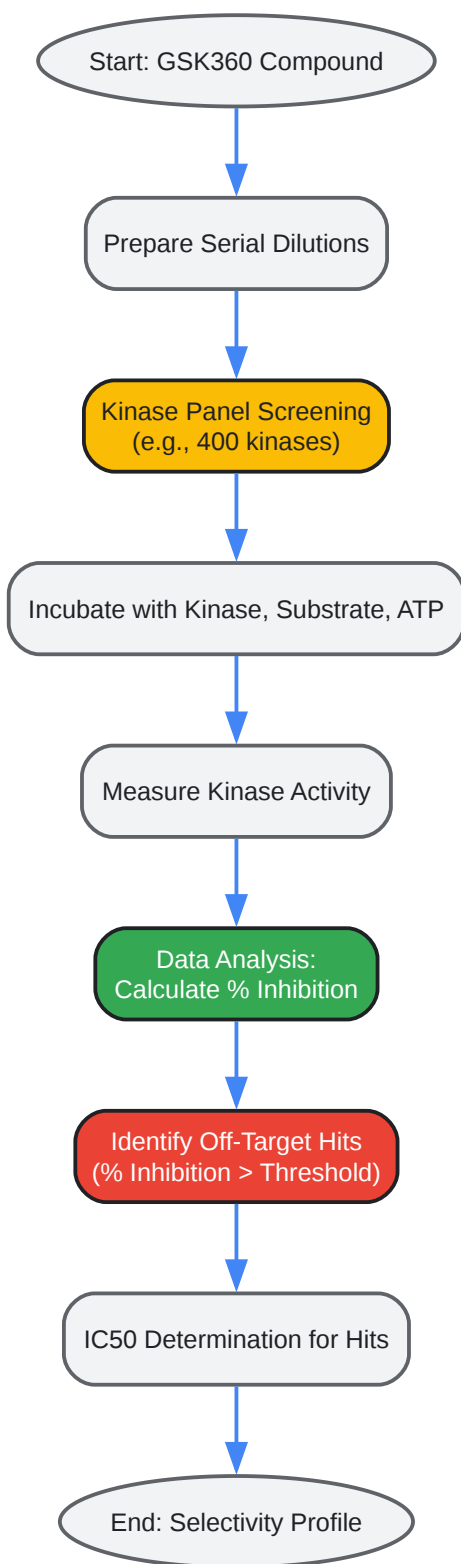 Start: GSK360 Compound
Prepare Serial Dilutions
Kinase Panel Screening
(e.g., 400 kinases)
Incubate with Kinase, Substrate, ATP
Measure Kinase Activity
Data Analysis:
Calculate % Inhibition
Identify Off-Target Hits
(% Inhibition > Threshold)
IC50 Determination for Hits
End: Selectivity Profile